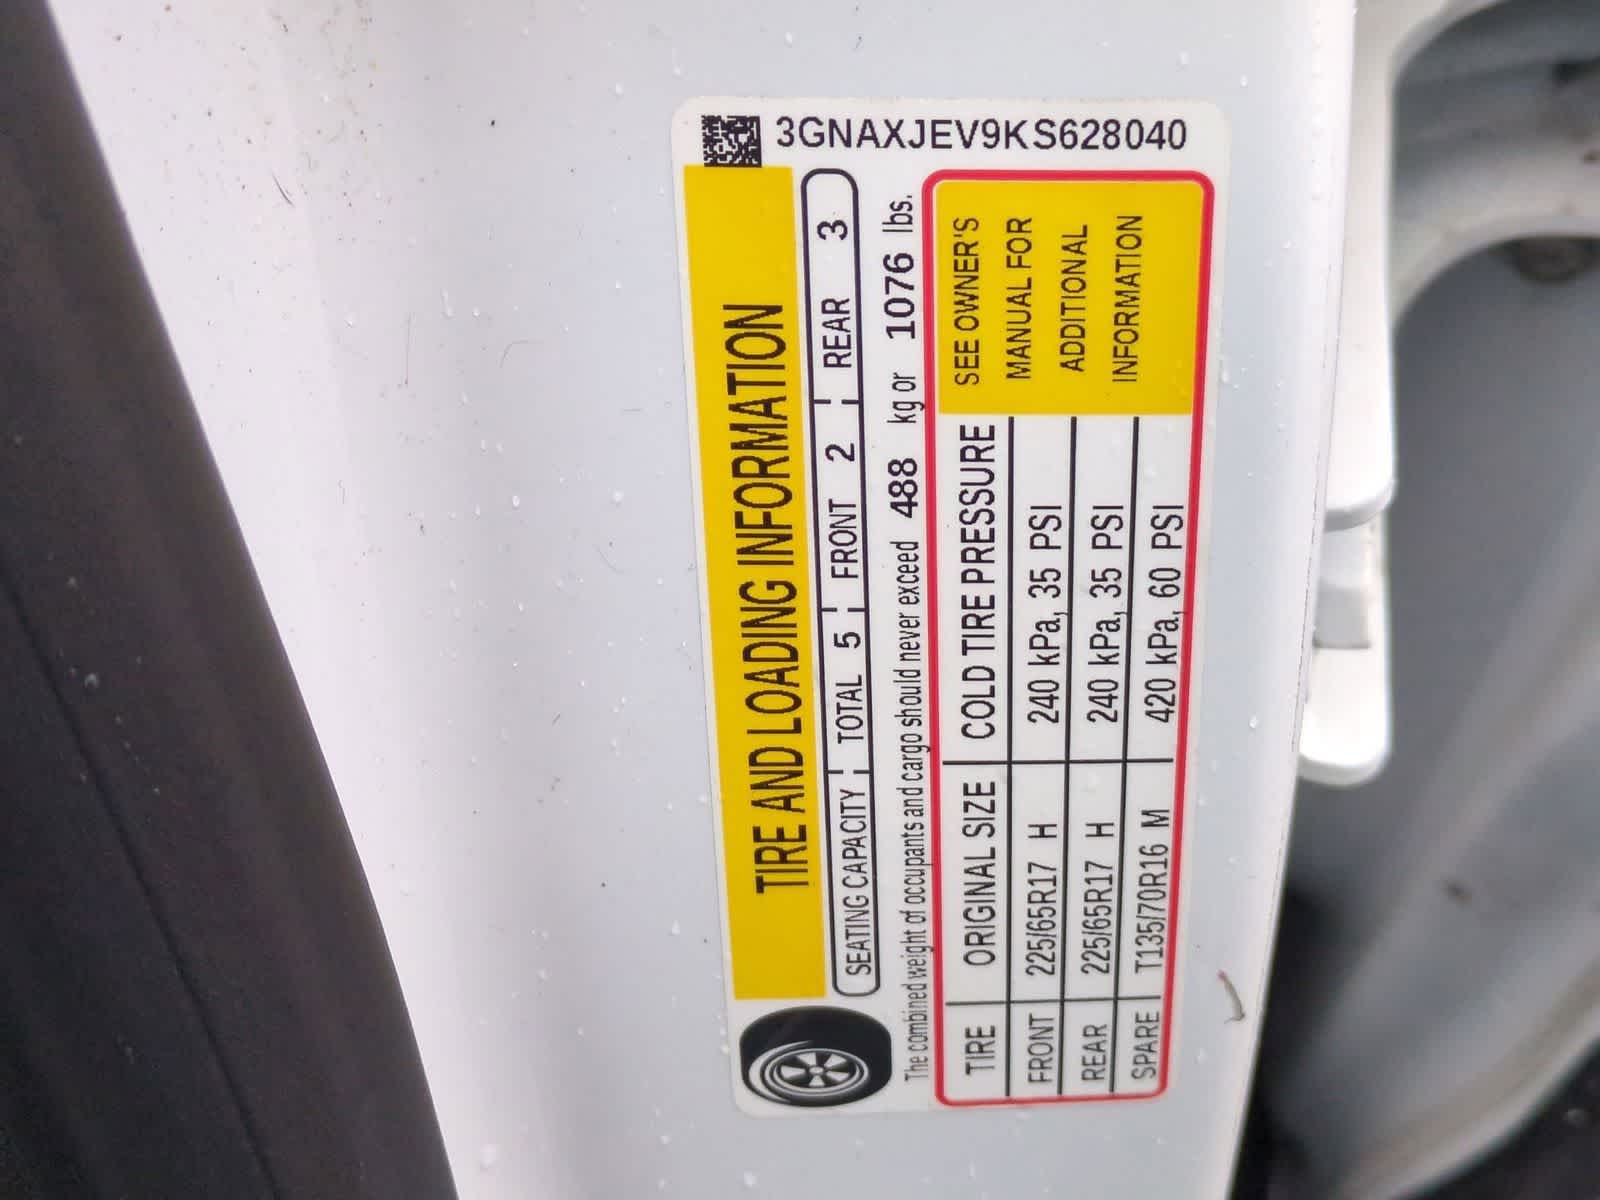 3GNAXJEV9KS628040
TIRE AND LOADING INFORMATION
SEATING CAPACITY TOTAL 5 FRONT 2 REAR 3
The combined weight of occupants and cargo should never exceed 488 kg or 1076 lbs.
TIRE ORIGINAL SIZE COLD TIRE PRESSURE
FRONT 225/65R17 H 240 kPa, 35 PSI
REAR 225/65R17 H 240 kPa, 35 PSI
SPARE T135/70R16 M 420 kPa, 60 PSI
SEE OWNER'S
MANUAL FOR
ADDITIONAL
INFORMATION